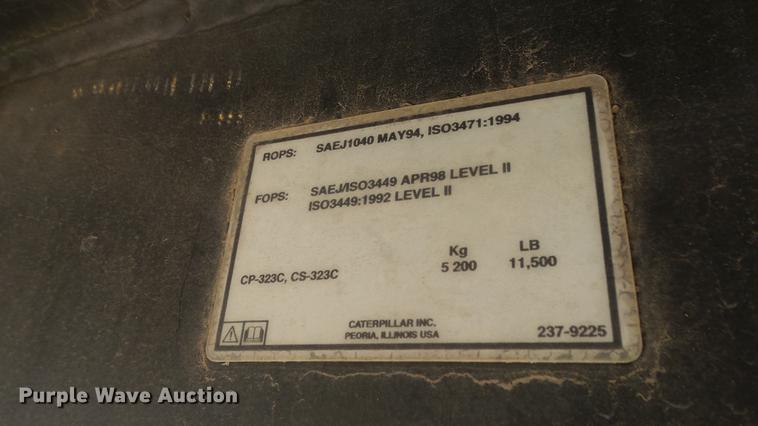 ROPS: SAEJ1040 MAY94, ISO3471:1994
FOPS: SAEJ/ISO3449 APR98 LEVEL II
ISO3449:1992 LEVEL II
Kg LB
CP-323C, CS-323C 5 200 11,500
CATERPILLAR INC.
PEORIA, ILLINOIS USA
237-9225
Purple Wave Auction